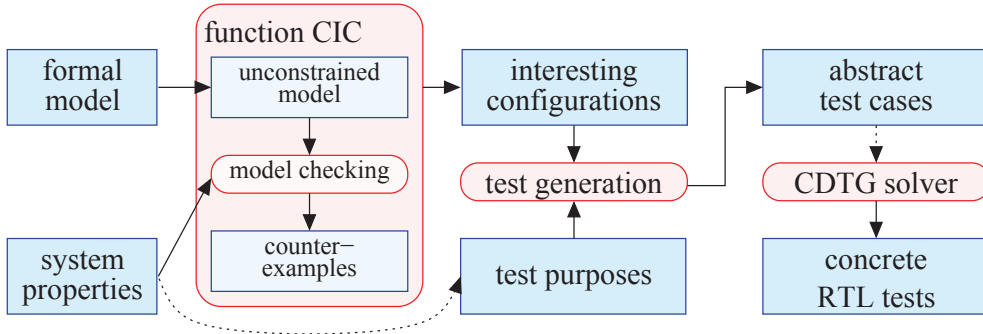 function CIC
formal
model
unconstrained
model
interesting
configurations
abstract
test cases
model checking
test generation
CDTG solver
system
properties
counter−
examples
test purposes
concrete
RTL tests